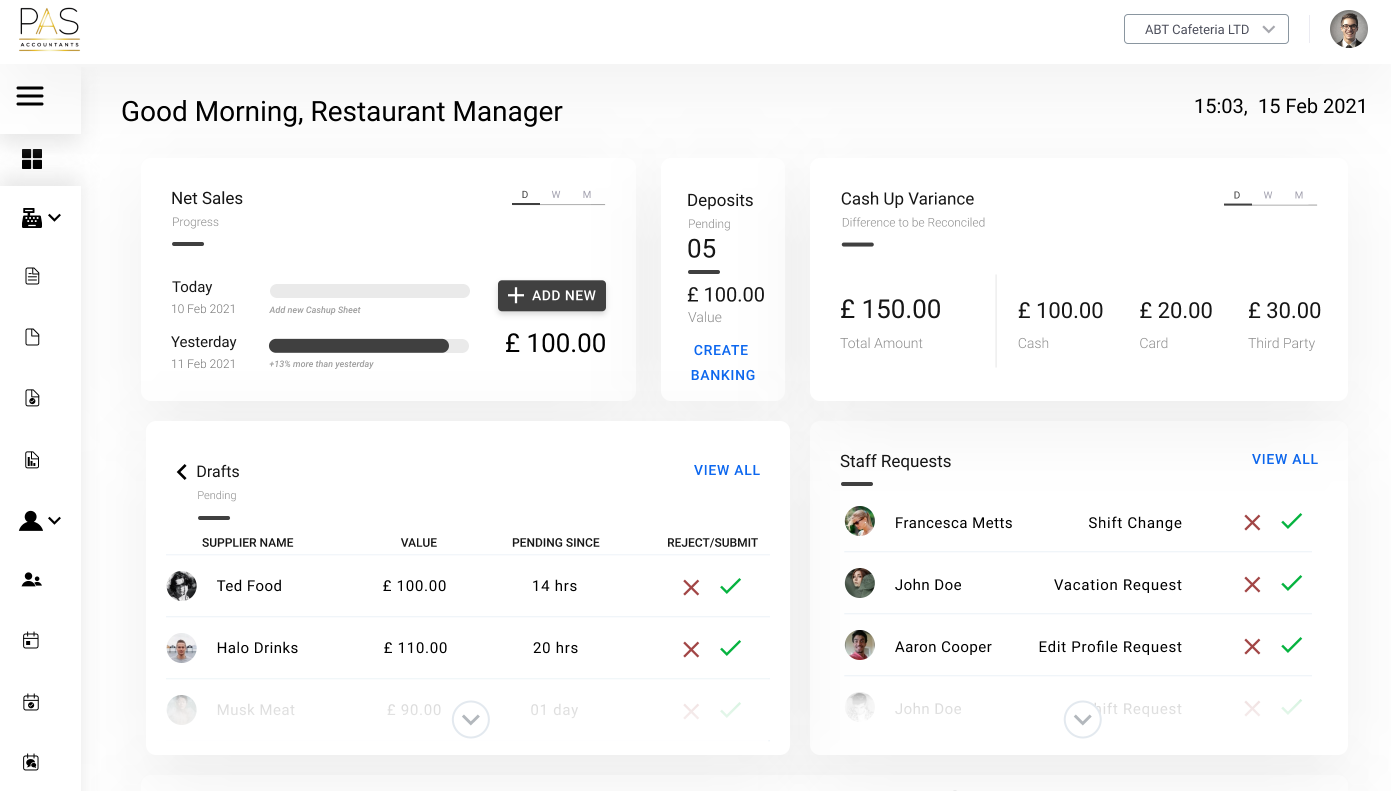 PAS
ACCOUNTANTS
ABT Cafeteria LTD
Good Morning, Restaurant Manager
15:03, 15 Feb 2021
Net Sales
D W M
Progress
Today
10 Feb 2021
Add new Cashup Sheet
ADD NEW
Yesterday
11 Feb 2021
+13% more than yesterday
£ 100.00
Deposits
Pending
05
£ 100.00
Value
CREATE
BANKING
Cash Up Variance
D W M
Difference to be Reconciled
£ 150.00
Total Amount
£ 100.00
Cash
£ 20.00
Card
£ 30.00
Third Party
Drafts
VIEW ALL
Pending
SUPPLIER NAME VALUE PENDING SINCE REJECT/SUBMIT
Ted Food £ 100.00 14 hrs
Halo Drinks £ 110.00 20 hrs
Musk Meat £ 90.00 01 day
Staff Requests
VIEW ALL
Francesca Metts Shift Change
John Doe Vacation Request
Aaron Cooper Edit Profile Request
John Doe Request